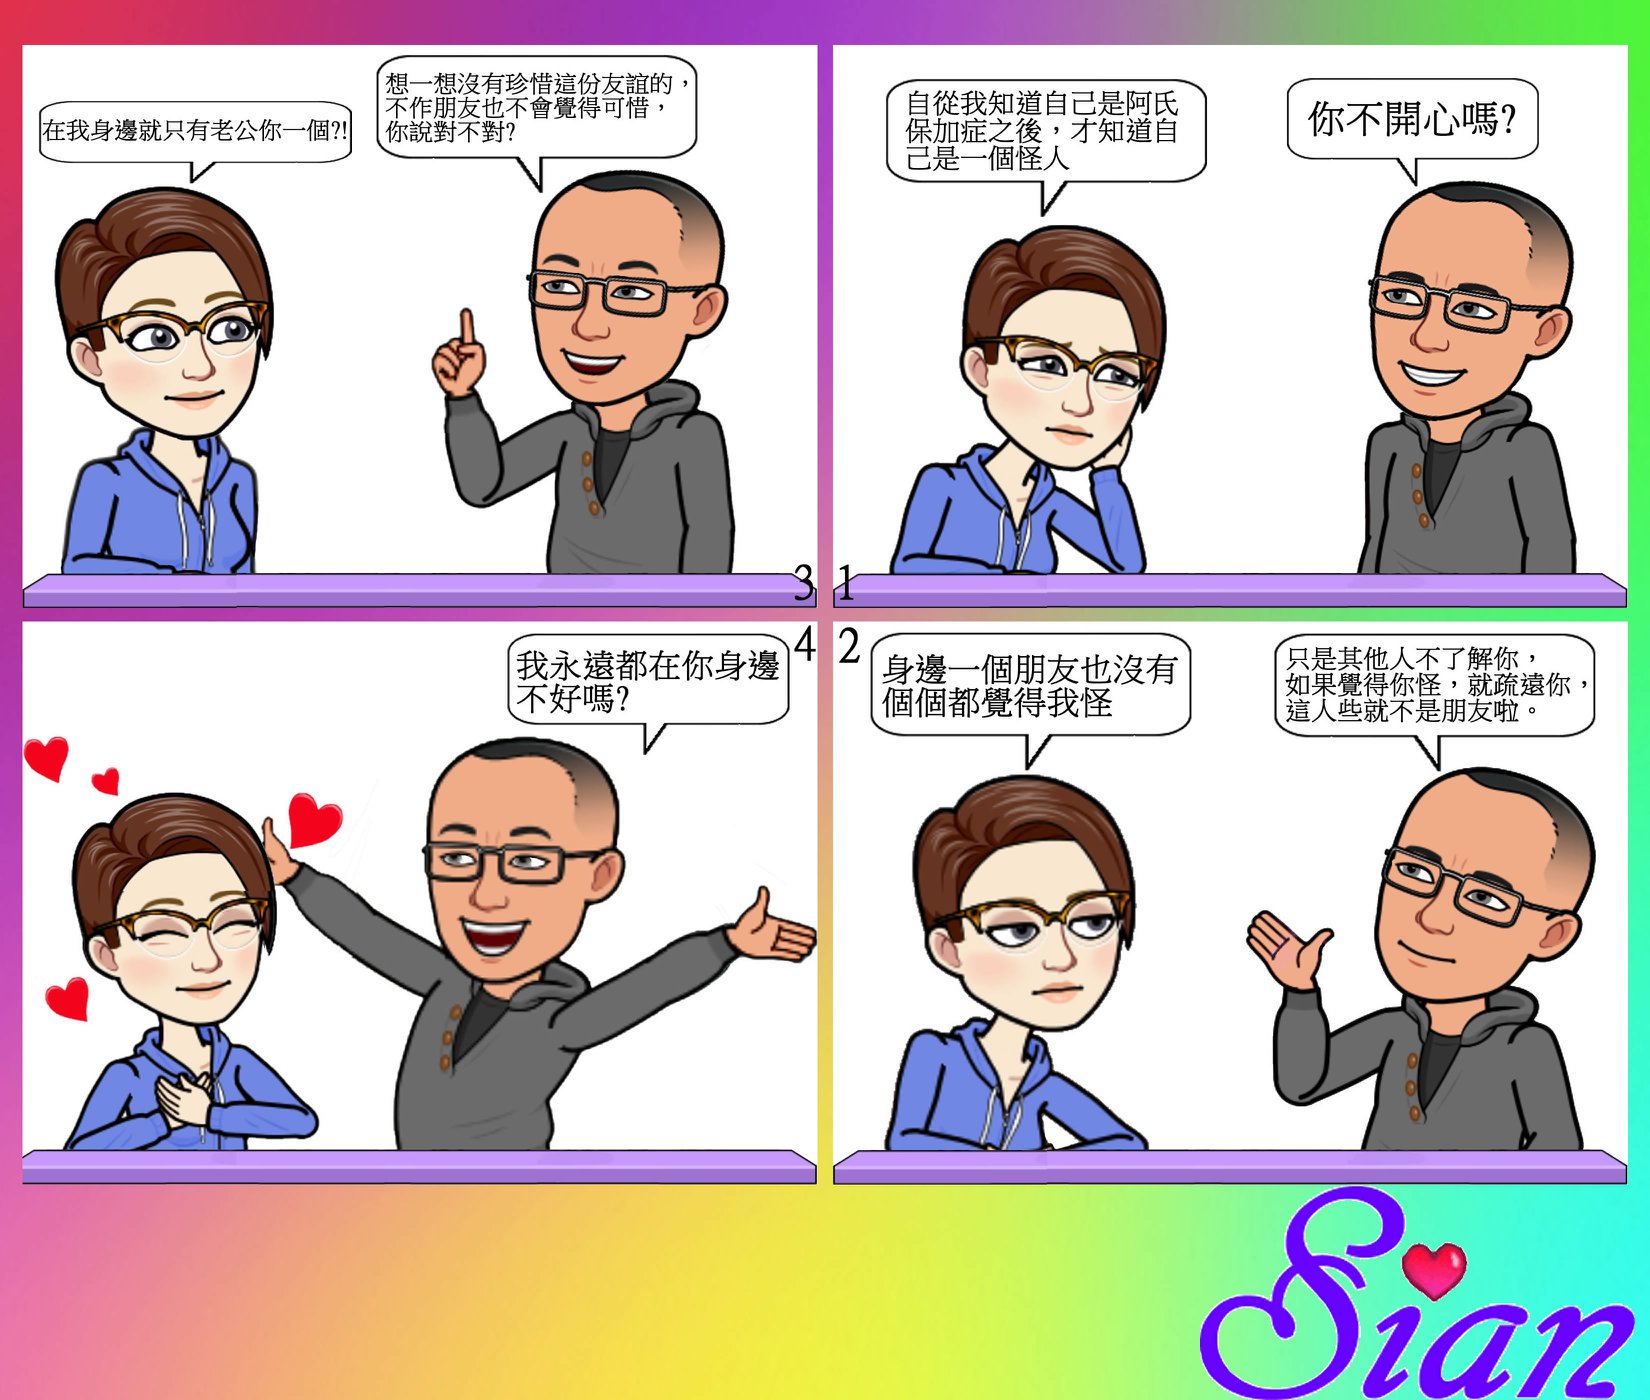 你不開心嗎?
自從我知道自己是阿氏
保加症之後，才知道自
己是一個怪人
1
2
身邊一個朋友也沒有
個個都覺得我怪
只是其他人不了解你，
如果覺得你怪，就疏遠你，
這人些就不是朋友啦。
想一想沒有珍惜這份友誼的，
不作朋友也不會覺得可惜，
你說對不對?
在我身邊就只有老公你一個?!
3
4
我永遠都在你身邊
不好嗎?
Sian